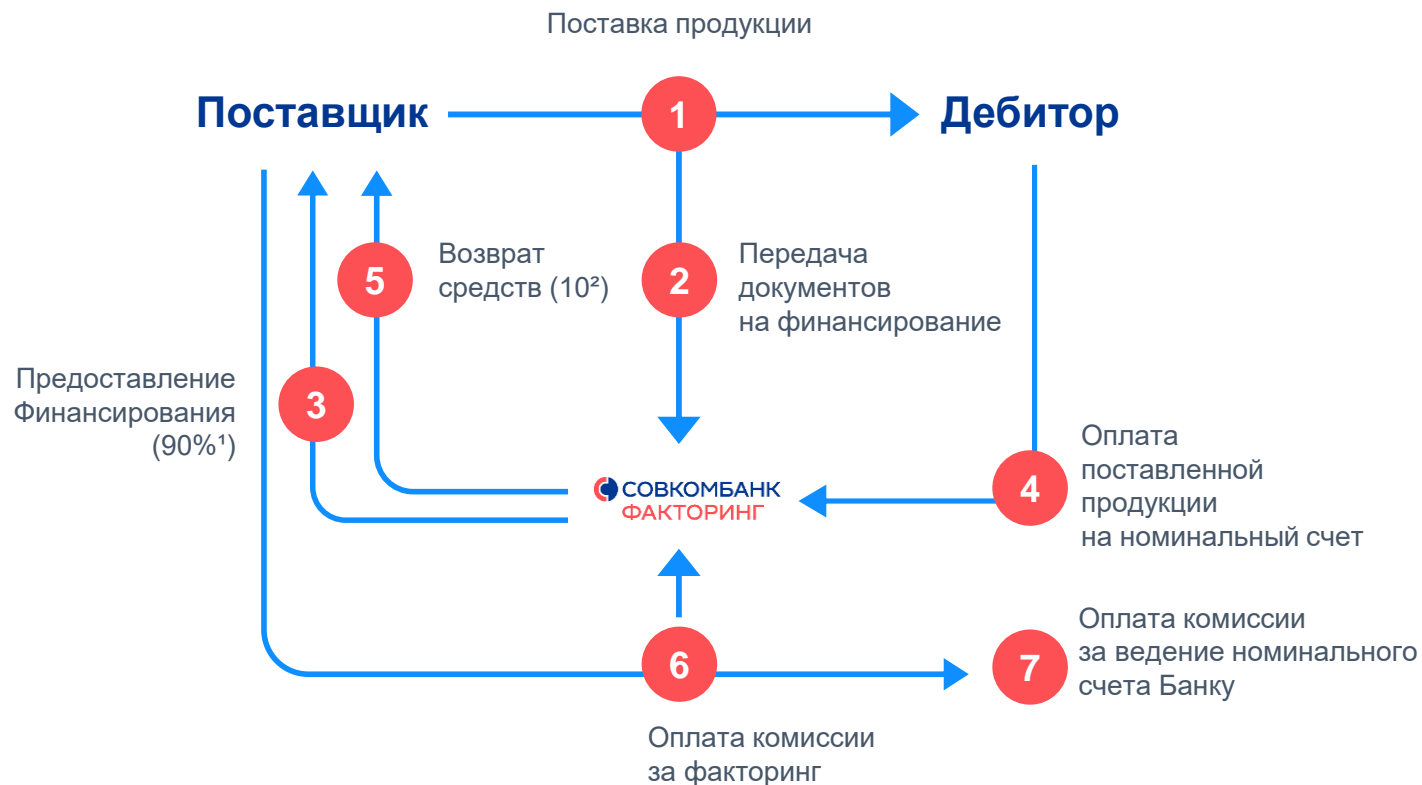 Поставка продукции
Поставщик
1
Дебитор
5
Возврат
средств (10²)
2
Передача
документов
на финансирование
Предоставление
Финансирования
(90%¹)
3
СОВКОМБАНК
ФАКТОРИНГ
4
Оплата
поставленной
продукции
на номинальный счет
6
Оплата комиссии
за факторинг
7
Оплата комиссии
за ведение номинального
счета Банку